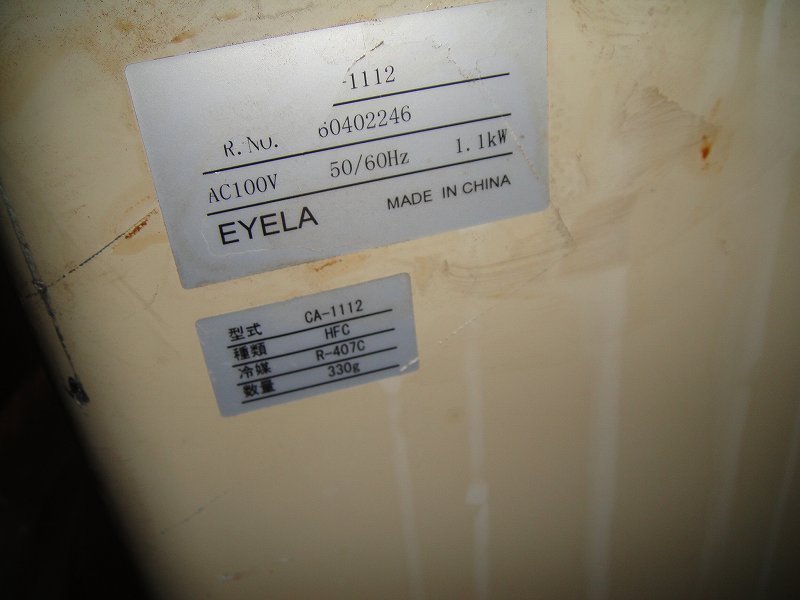 -1112
R.NO. 60402246
AC100V 50/60Hz 1.1kW
EYELA MADE IN CHINA
型式 CA-1112
種類 HFC
冷媒 R-407C
数量 330g